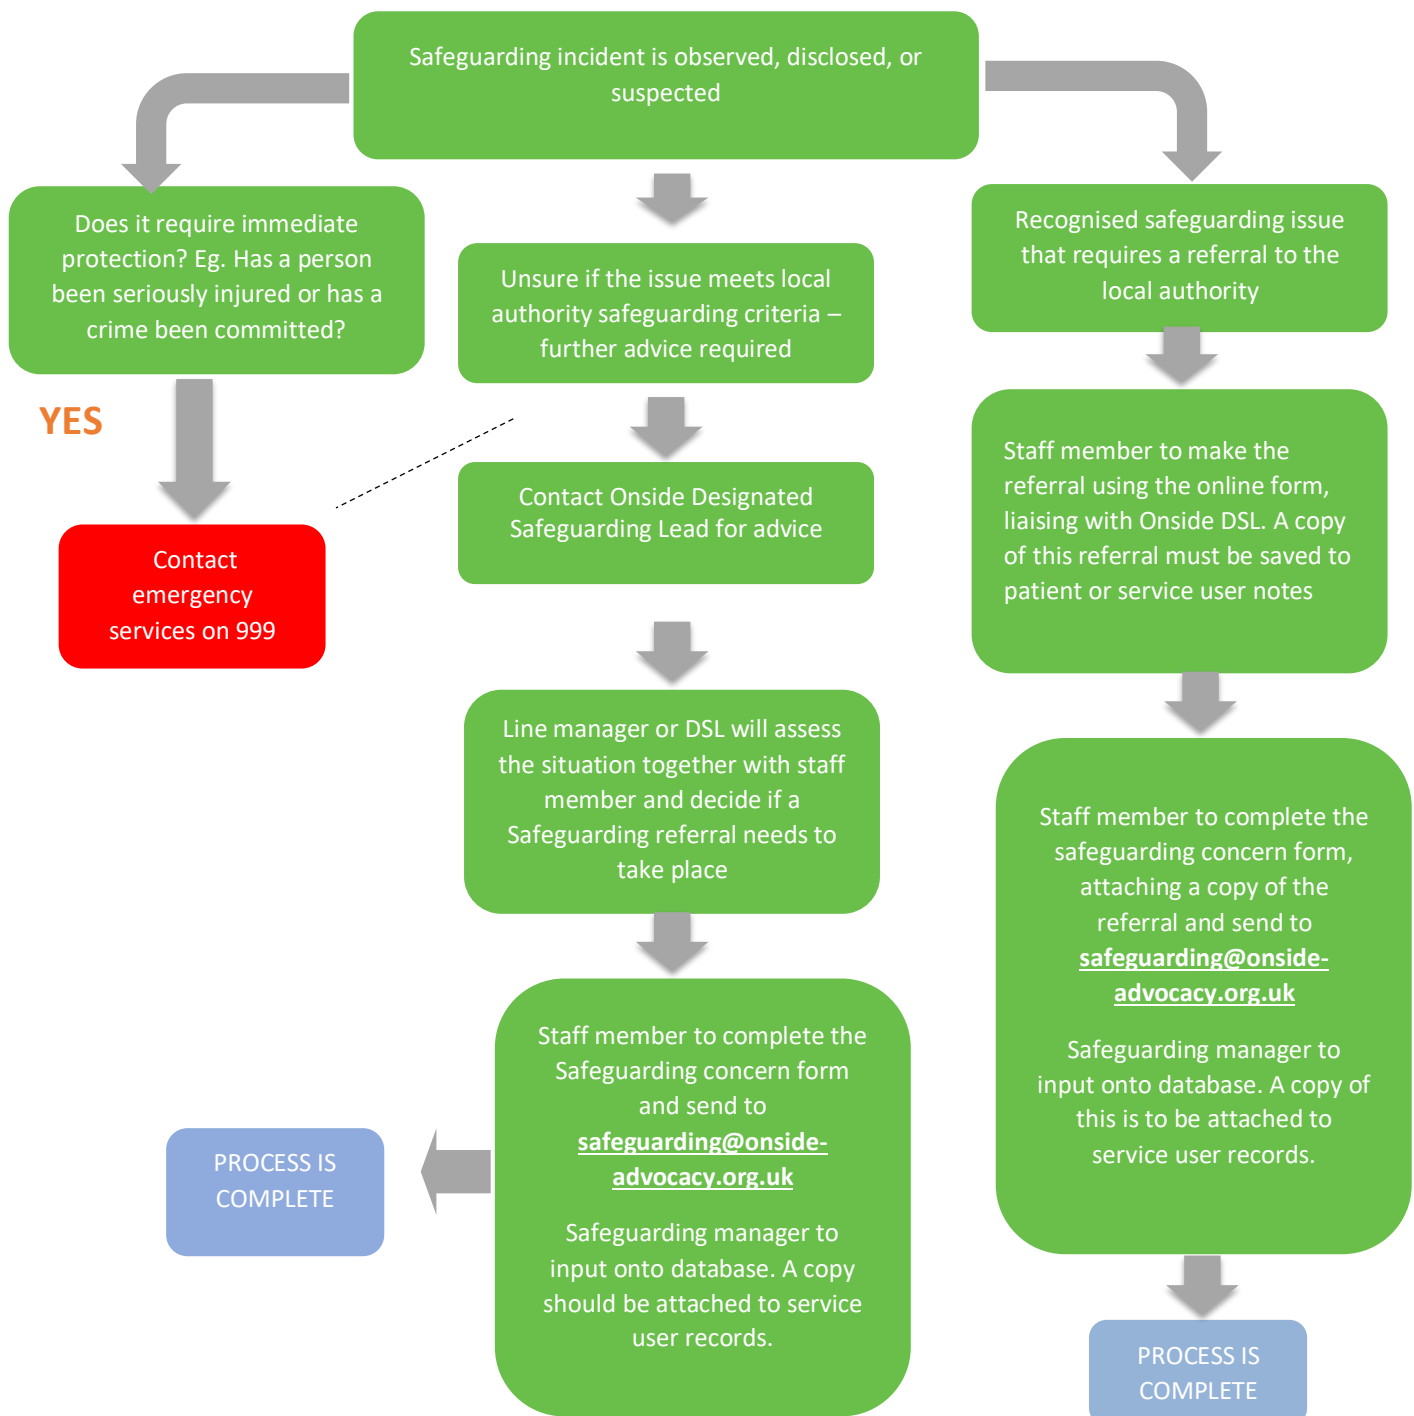 Safeguarding incident is observed, disclosed, or
suspected
Does it require immediate
protection? Eg. Has a person
been seriously injured or has a
crime been committed?
YES
Contact
emergency
services on 999
Unsure if the issue meets local
authority safeguarding criteria –
further advice required
Contact Onside Designated
Safeguarding Lead for advice
Line manager or DSL will assess
the situation together with staff
member and decide if a
Safeguarding referral needs to
take place
Staff member to complete the
Safeguarding concern form
and send to
safeguarding@onside-
advocacy.org.uk
Safeguarding manager to
input onto database. A copy
should be attached to service
user records.
PROCESS IS
COMPLETE
Recognised safeguarding issue
that requires a referral to the
local authority
Staff member to make the
referral using the online form,
liaising with Onside DSL. A copy
of this referral must be saved to
patient or service user notes
Staff member to complete the
safeguarding concern form,
attaching a copy of the
referral and send to
safeguarding@onside-
advocacy.org.uk
Safeguarding manager to
input onto database. A copy of
this is to be attached to
service user records.
PROCESS IS
COMPLETE